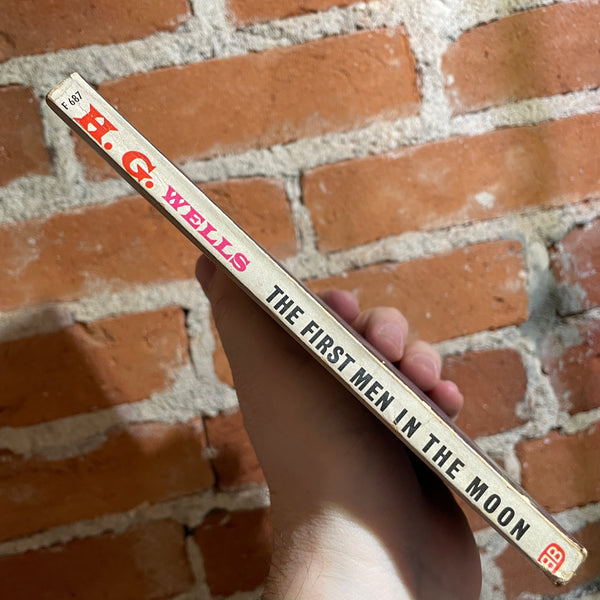 F 687
H. G. WELLS
THE FIRST MEN IN THE MOON
BB